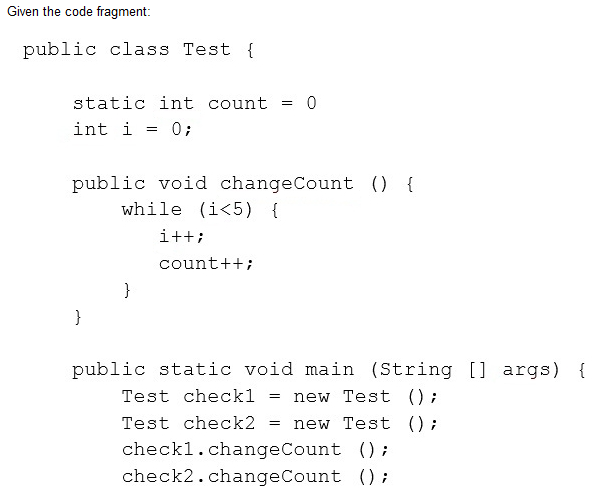 Given the code fragment:
public class Test {
static int count = 0
int i = 0;
public void changeCount () {
while (i<5) {
i++;
count++;
}
}
public static void main (String [] args) {
Test check1 = new Test ();
Test check2 = new Test ();
check1.changeCount ();
check2.changeCount ();